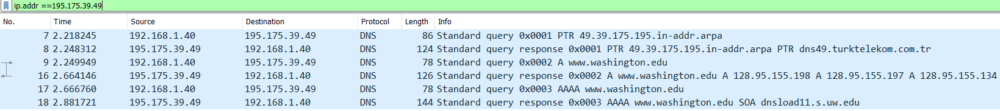 ip.addr ==195.175.39.49
No. Time Source Destination Protocol Length Info
7 2.218245 192.168.1.40 195.175.39.49 DNS 86 Standard query 0x0001 PTR 49.39.175.195.in-addr.arpa
8 2.248312 195.175.39.49 192.168.1.40 DNS 124 Standard query response 0x0001 PTR 49.39.175.195.in-addr.arpa PTR dns49.turktelekom.com.tr
9 2.249949 192.168.1.40 195.175.39.49 DNS 78 Standard query 0x0002 A www.washington.edu
16 2.664146 195.175.39.49 192.168.1.40 DNS 126 Standard query response 0x0002 A www.washington.edu A 128.95.155.198 A 128.95.155.197 A 128.95.155.134
17 2.666760 192.168.1.40 195.175.39.49 DNS 78 Standard query 0x0003 AAAA www.washington.edu
18 2.881721 195.175.39.49 192.168.1.40 DNS 144 Standard query response 0x0003 AAAA www.washington.edu SOA dnsload11.s.uw.edu